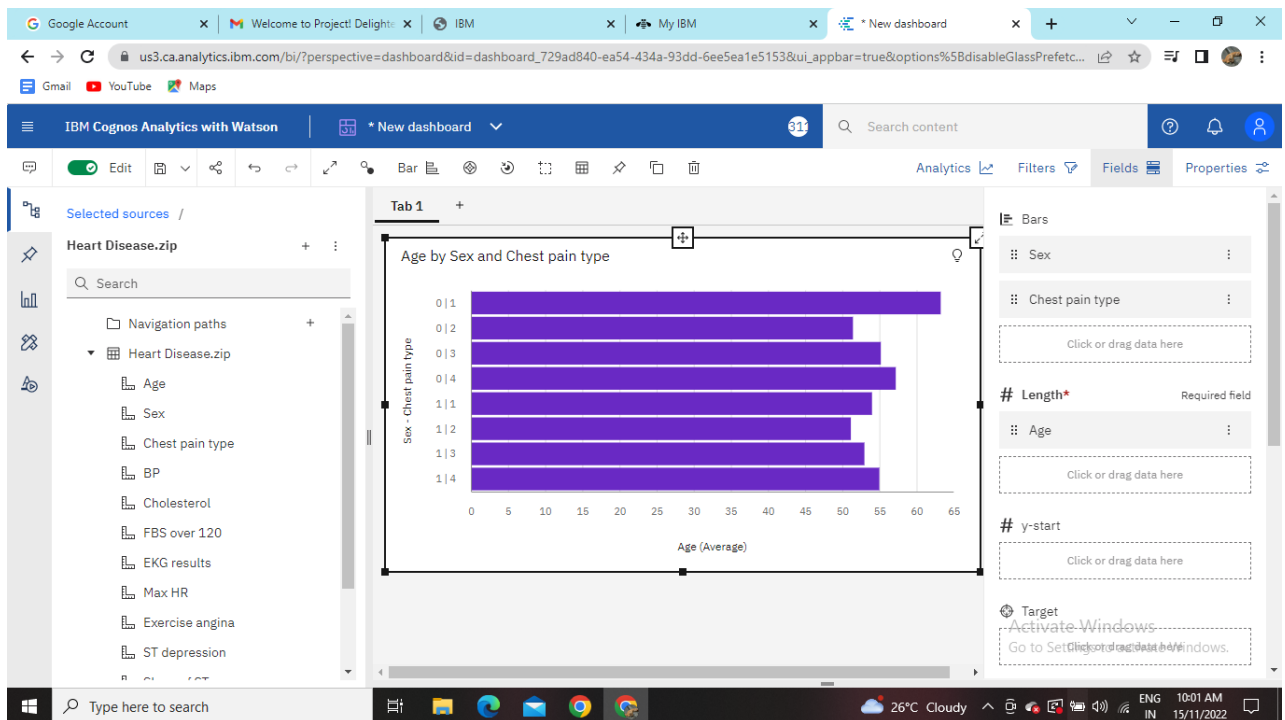 Google Account
Welcome to Project! Delighte
IBM
My IBM
* New dashboard
us3.ca.analytics.ibm.com/bi/?perspective=dashboard&id=dashboard_729ad840-ea54-434a-93dd-6ee5ea1e5153&ui_appbar=true&options%5BdisableGlassPrefetc...
Gmail YouTube Maps
IBM Cognos Analytics with Watson
* New dashboard
311
Search content
Edit
Bar
Analytics Filters Fields Properties
Selected sources /
Heart Disease.zip
Search
Navigation paths
Heart Disease.zip
Age
Sex
Chest pain type
BP
Cholesterol
FBS over 120
EKG results
Max HR
Exercise angina
ST depression
Tab 1
Age by Sex and Chest pain type
Sex - Chest pain type
0 | 1
0 | 2
0 | 3
0 | 4
1 | 1
1 | 2
1 | 3
1 | 4
0 5 10 15 20 25 30 35 40 45 50 55 60 65
Age (Average)
Bars
Sex
Chest pain type
Click or drag data here
# Length* Required field
Age
Click or drag data here
# y-start
Click or drag data here
Target
Click or drag data here
Activate Windows
Go to Settings to activate Windows.
Type here to search
26°C Cloudy
ENG
IN
10:01 AM
15/11/2022